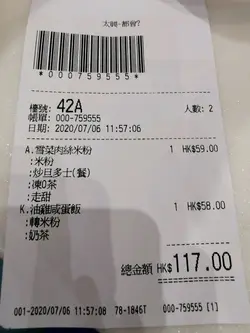 太興‧都會?
*000759555*
檯號: 42A 人數: 2
帳單: 000-759555
日期: 2020/07/06 11:57:06
A.雪菜肉絲米粉 1 HK$59.00
:米粉
:炒旦多士(餐)
:凍0茶
:走甜
K.油雞咸蛋飯 1 HK$58.00
:轉米粉
:奶茶
總金額 HK$117.00
001-2020/07/06 11:57:08 78-1846T 000-759555 [1]